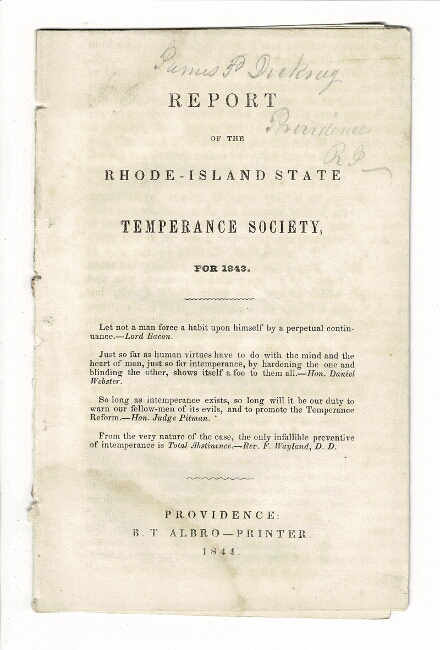 James P Dockray
REPORT
OF THE
Providence
R I
RHODE-ISLAND STATE
TEMPERANCE SOCIETY,
FOR 1843.
Let not a man force a habit upon himself by a perpetual contin-
uance.—Lord Bacon.
Just so far as human virtues have to do with the mind and the
heart of men, just so far intemperance, by hardening the one and
blinding the other, shows itself a foe to them all.—Hon. Daniel
Webster.
So long as intemperance exists, so long will it be our duty to
warn our fellow-men of its evils, and to promote the Temperance
Reform.—Hon. Judge Pitman.
From the very nature of the case, the only infallible preventive
of intemperance is Total Abstinence.—Rev. F. Wayland, D. D.
PROVIDENCE:
B. T. ALBRO—PRINTER.
1844.